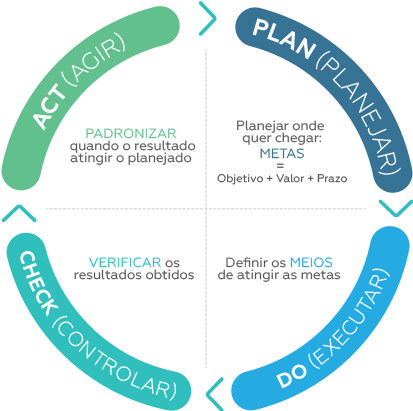 ACT (AGIR)
PLAN (PLANEJAR)
PADRONIZAR
quando o resultado
atingir o planejado
Planejar onde
quer chegar:
METAS
=
Objetivo + Valor + Prazo
VERIFICAR os
resultados obtidos
Definir os MEIOS
de atingir as metas
CHECK (CONTROLAR)
DO (EXECUTAR)